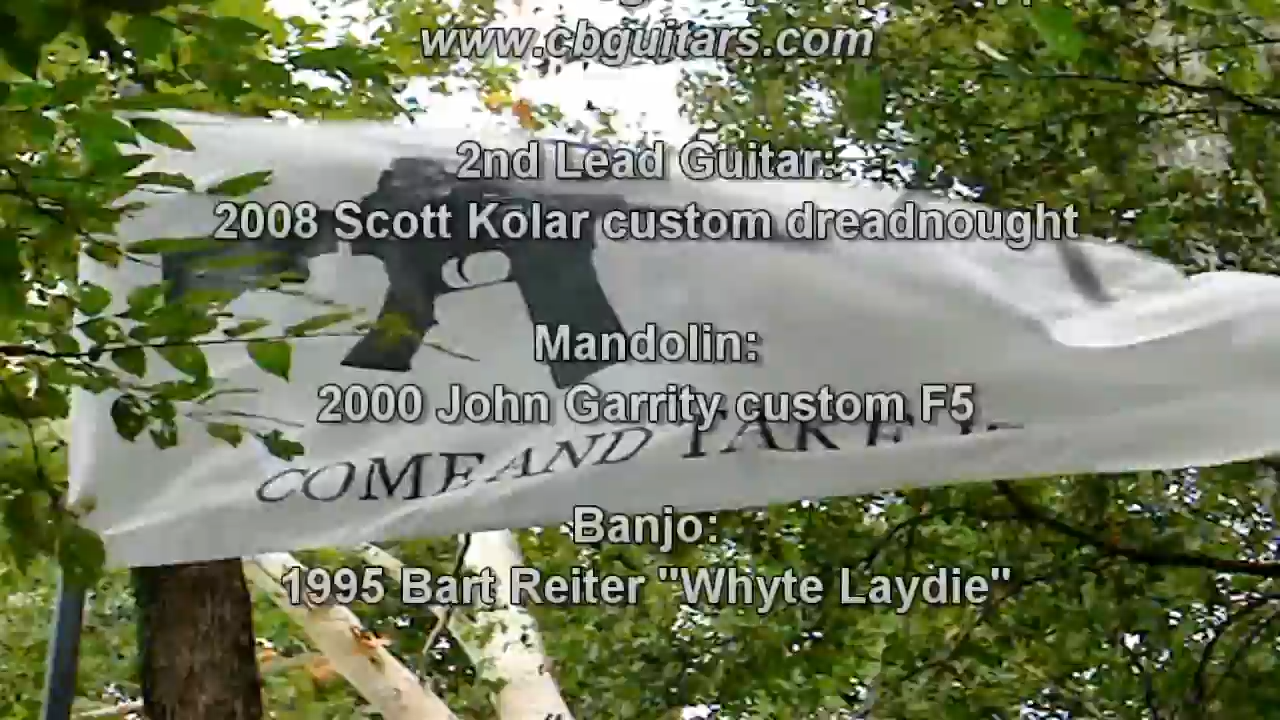 www.cbguitars.com
2nd Lead Guitar:
2008 Scott Kolar custom dreadnought
Mandolin:
2000 John Garrity custom F5
COME AND TAKE
Banjo:
1995 Bart Reiter "Whyte Laydie"